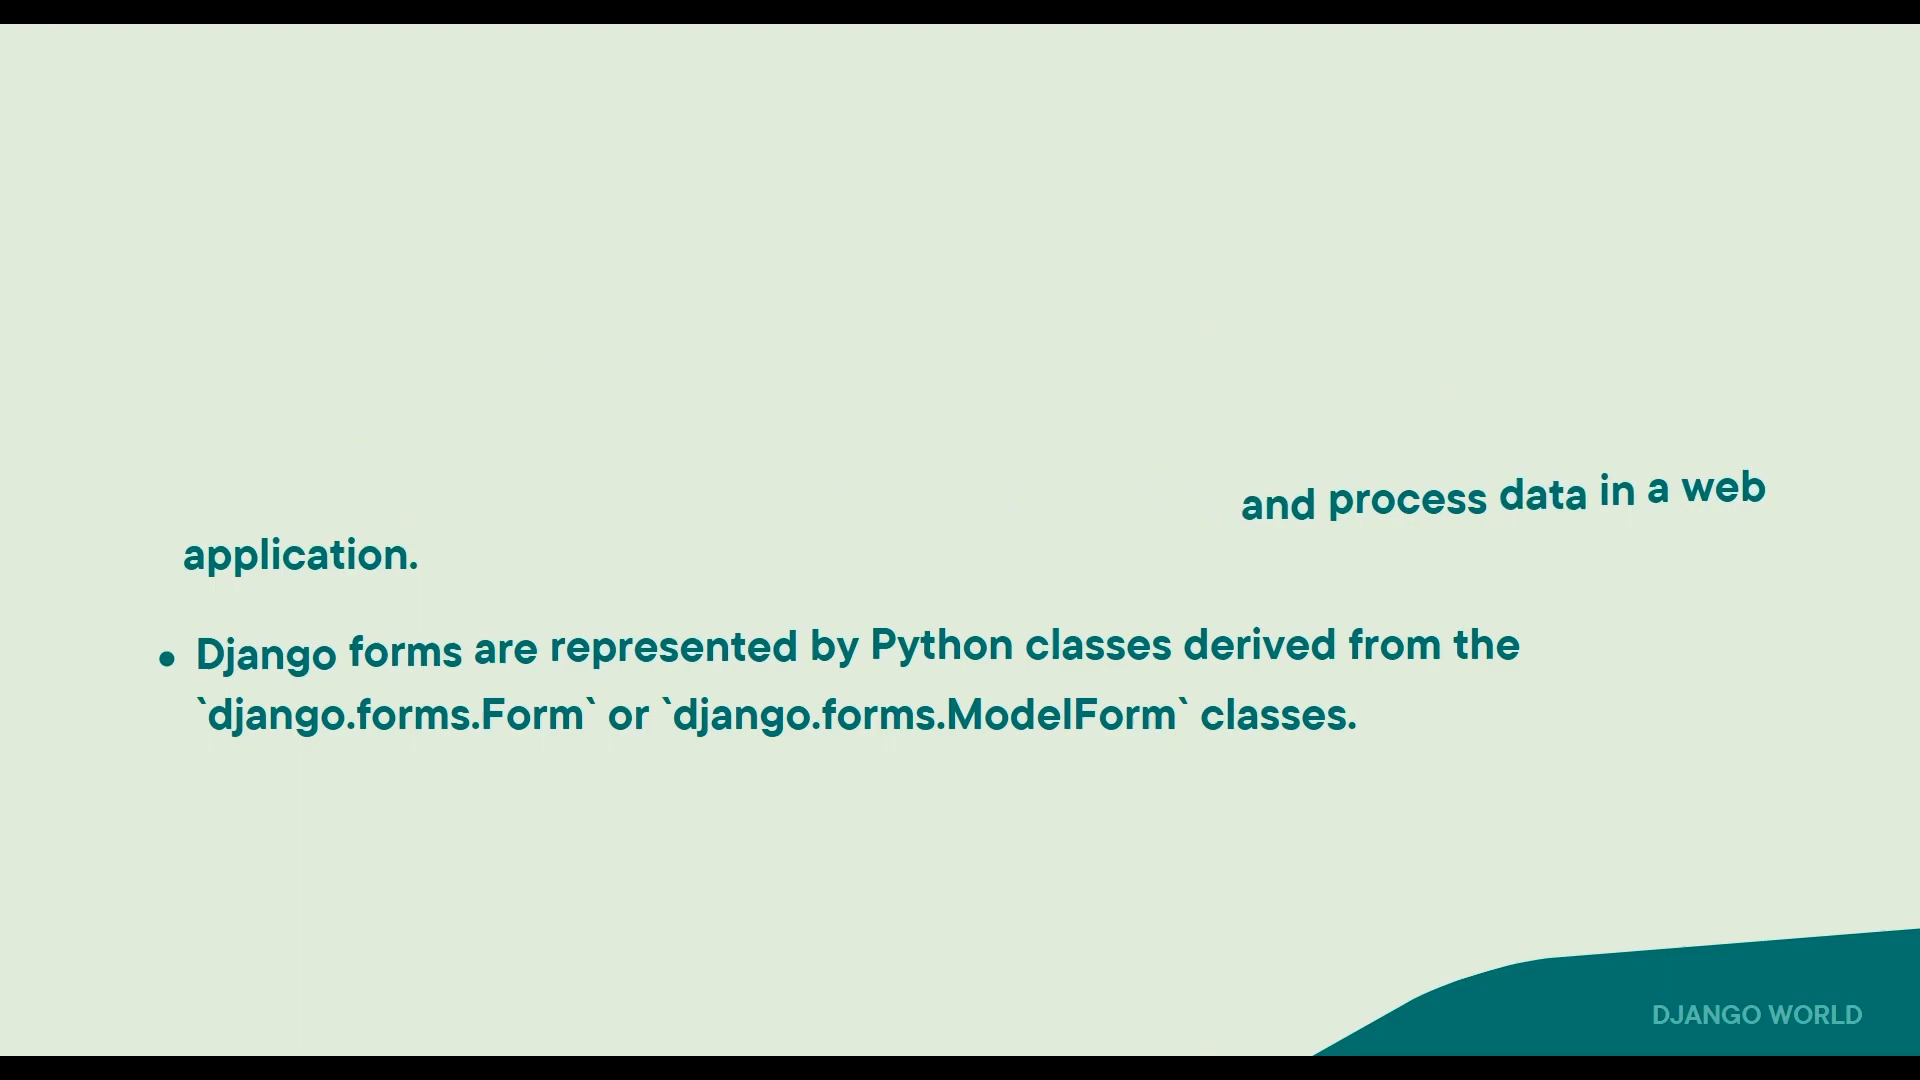 and process data in a web
application.
• Django forms are represented by Python classes derived from the
`django.forms.Form` or `django.forms.ModelForm` classes.
DJANGO WORLD